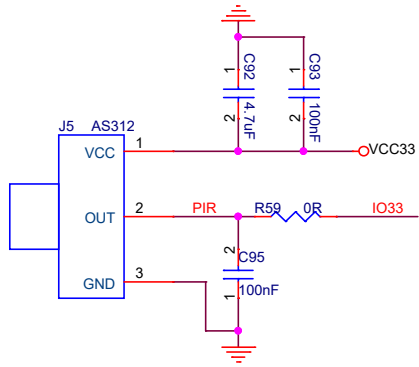 1
C92
2
4.7uF
1
C93
2
100nF
J5 AS312
VCC
1
VCC33
OUT
2
PIR
R59 0R
IO33
GND
3
2
C95
1
100nF